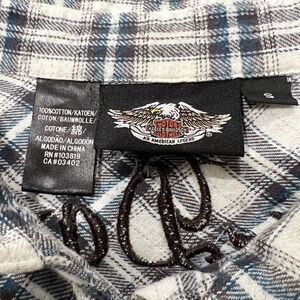 100%COTTON/KATOEN/
COTON/BAUMWOLLE/
COTONE/綿/
ALGODÃO/ALGODON
MADE IN CHINA
RN #103819
CA#03402
MOTOR
HARLEY-DAVIDSON
CYCLES
AN AMERICAN LEGEND
S